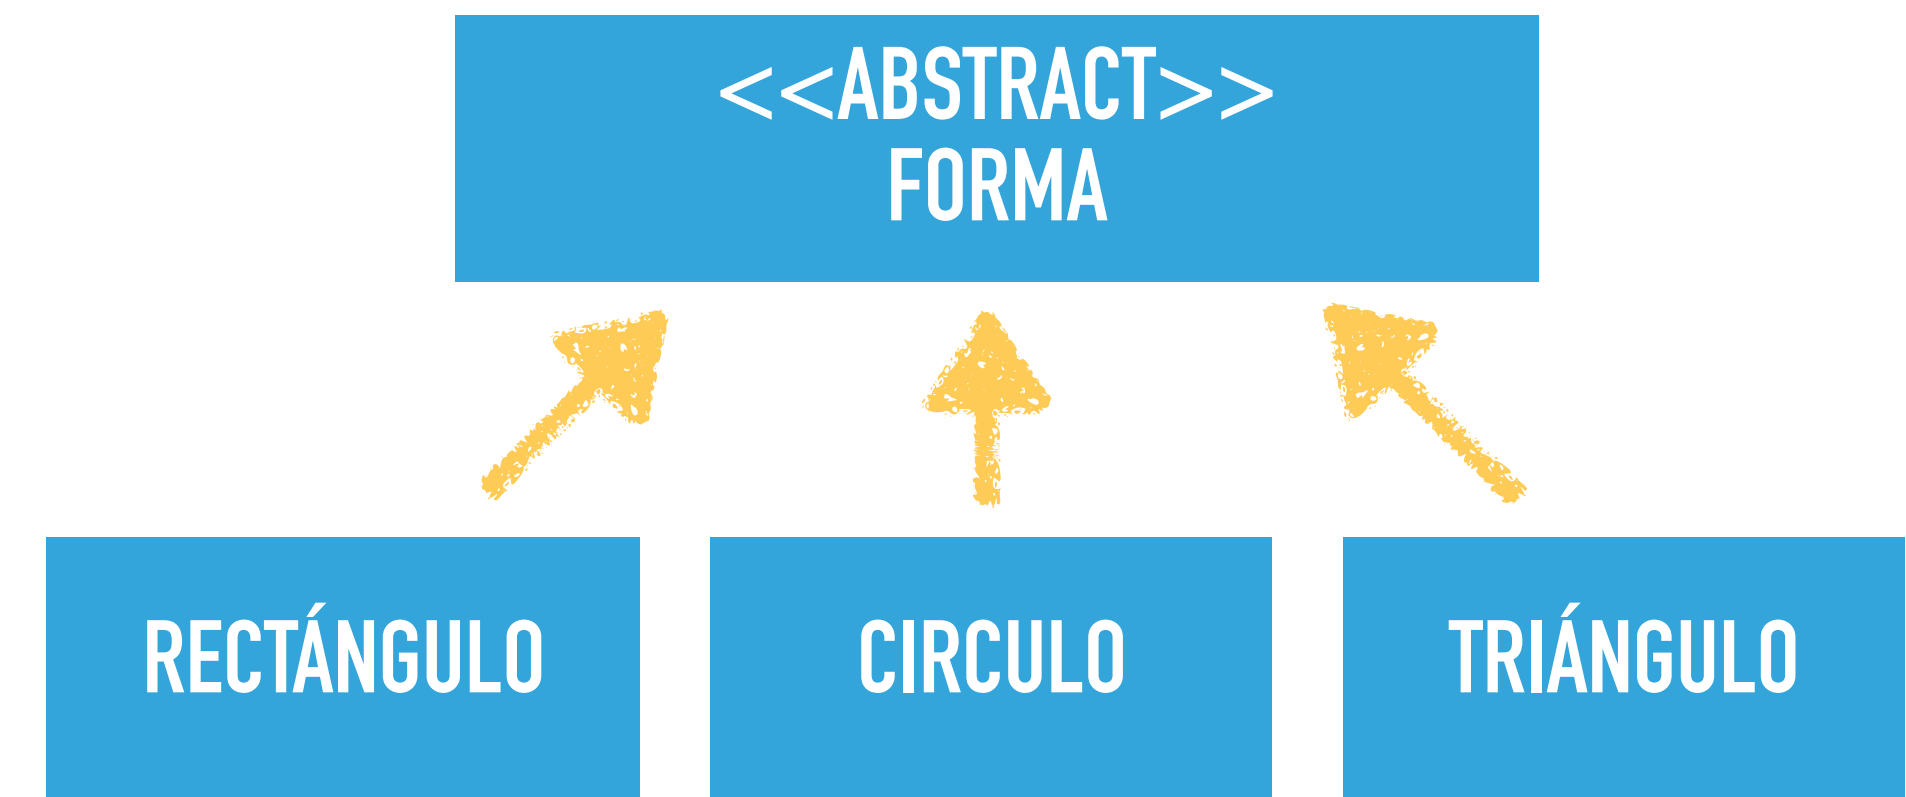 <<ABSTRACT>>
FORMA
RECTÁNGULO
CIRCULO
TRIÁNGULO